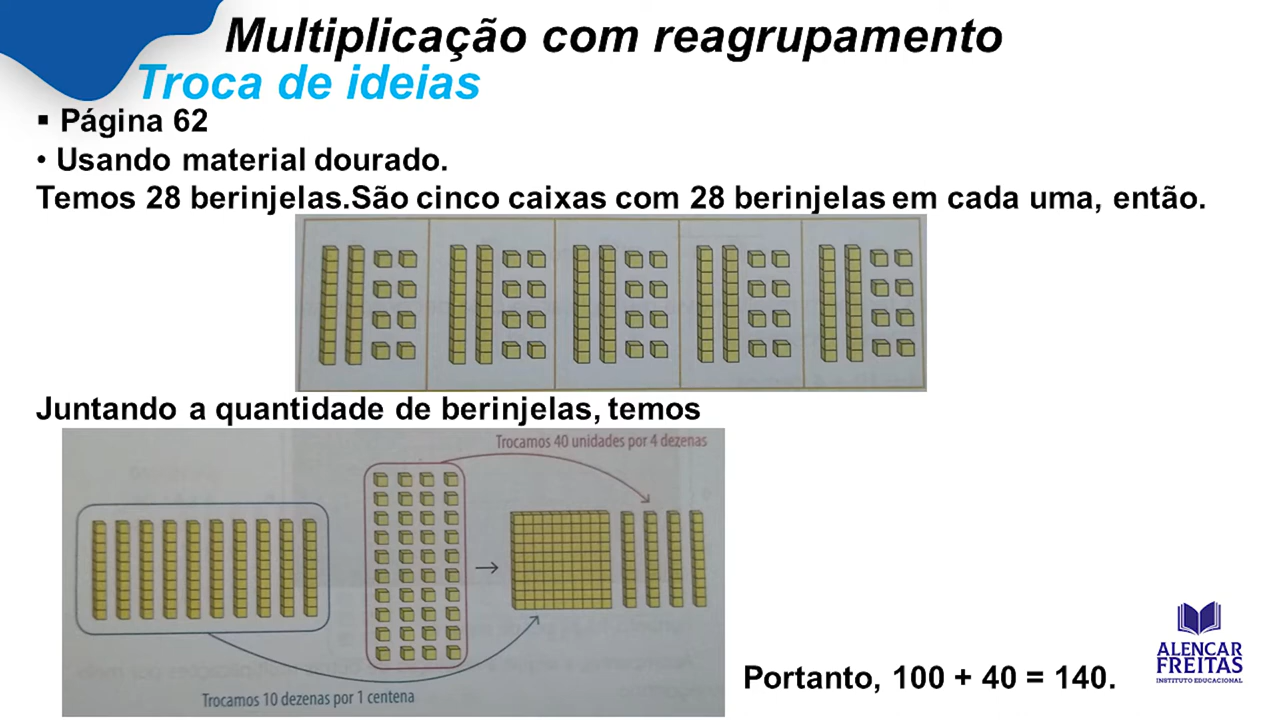 Multiplicação com reagrupamento
Troca de ideias
▪ Página 62
• Usando material dourado.
Temos 28 berinjelas.São cinco caixas com 28 berinjelas em cada uma, então.
Juntando a quantidade de berinjelas, temos
Trocamos 40 unidades por 4 dezenas
Trocamos 10 dezenas por 1 centena
Portanto, 100 + 40 = 140.
ALENCAR
FREITAS
INSTITUTO EDUCACIONAL